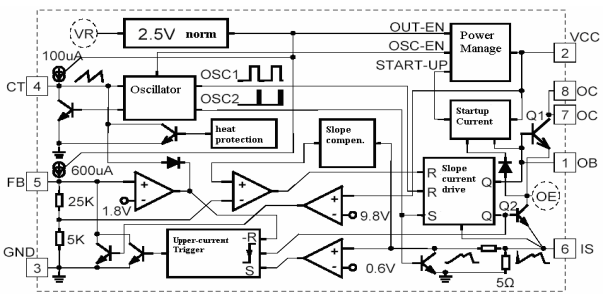 VR
2.5V norm
OUT-EN
OSC-EN
START-UP
Power
Manage
VCC
2
100uA
CT
4
Oscillator
OSC1
OSC2
8
OC
7
OC
Startup
Current
Q1
heat
protection
Slope
compen.
1
OB
600uA
FB
5
25K
1.8V
+
-
+
-
+
-
9.8V
R
R
S
Slope
current
drive
Q
Q
OE
Q2
5K
GND
3
Upper-current
Trigger
-R
S
+
-
0.6V
6
IS
5Ω